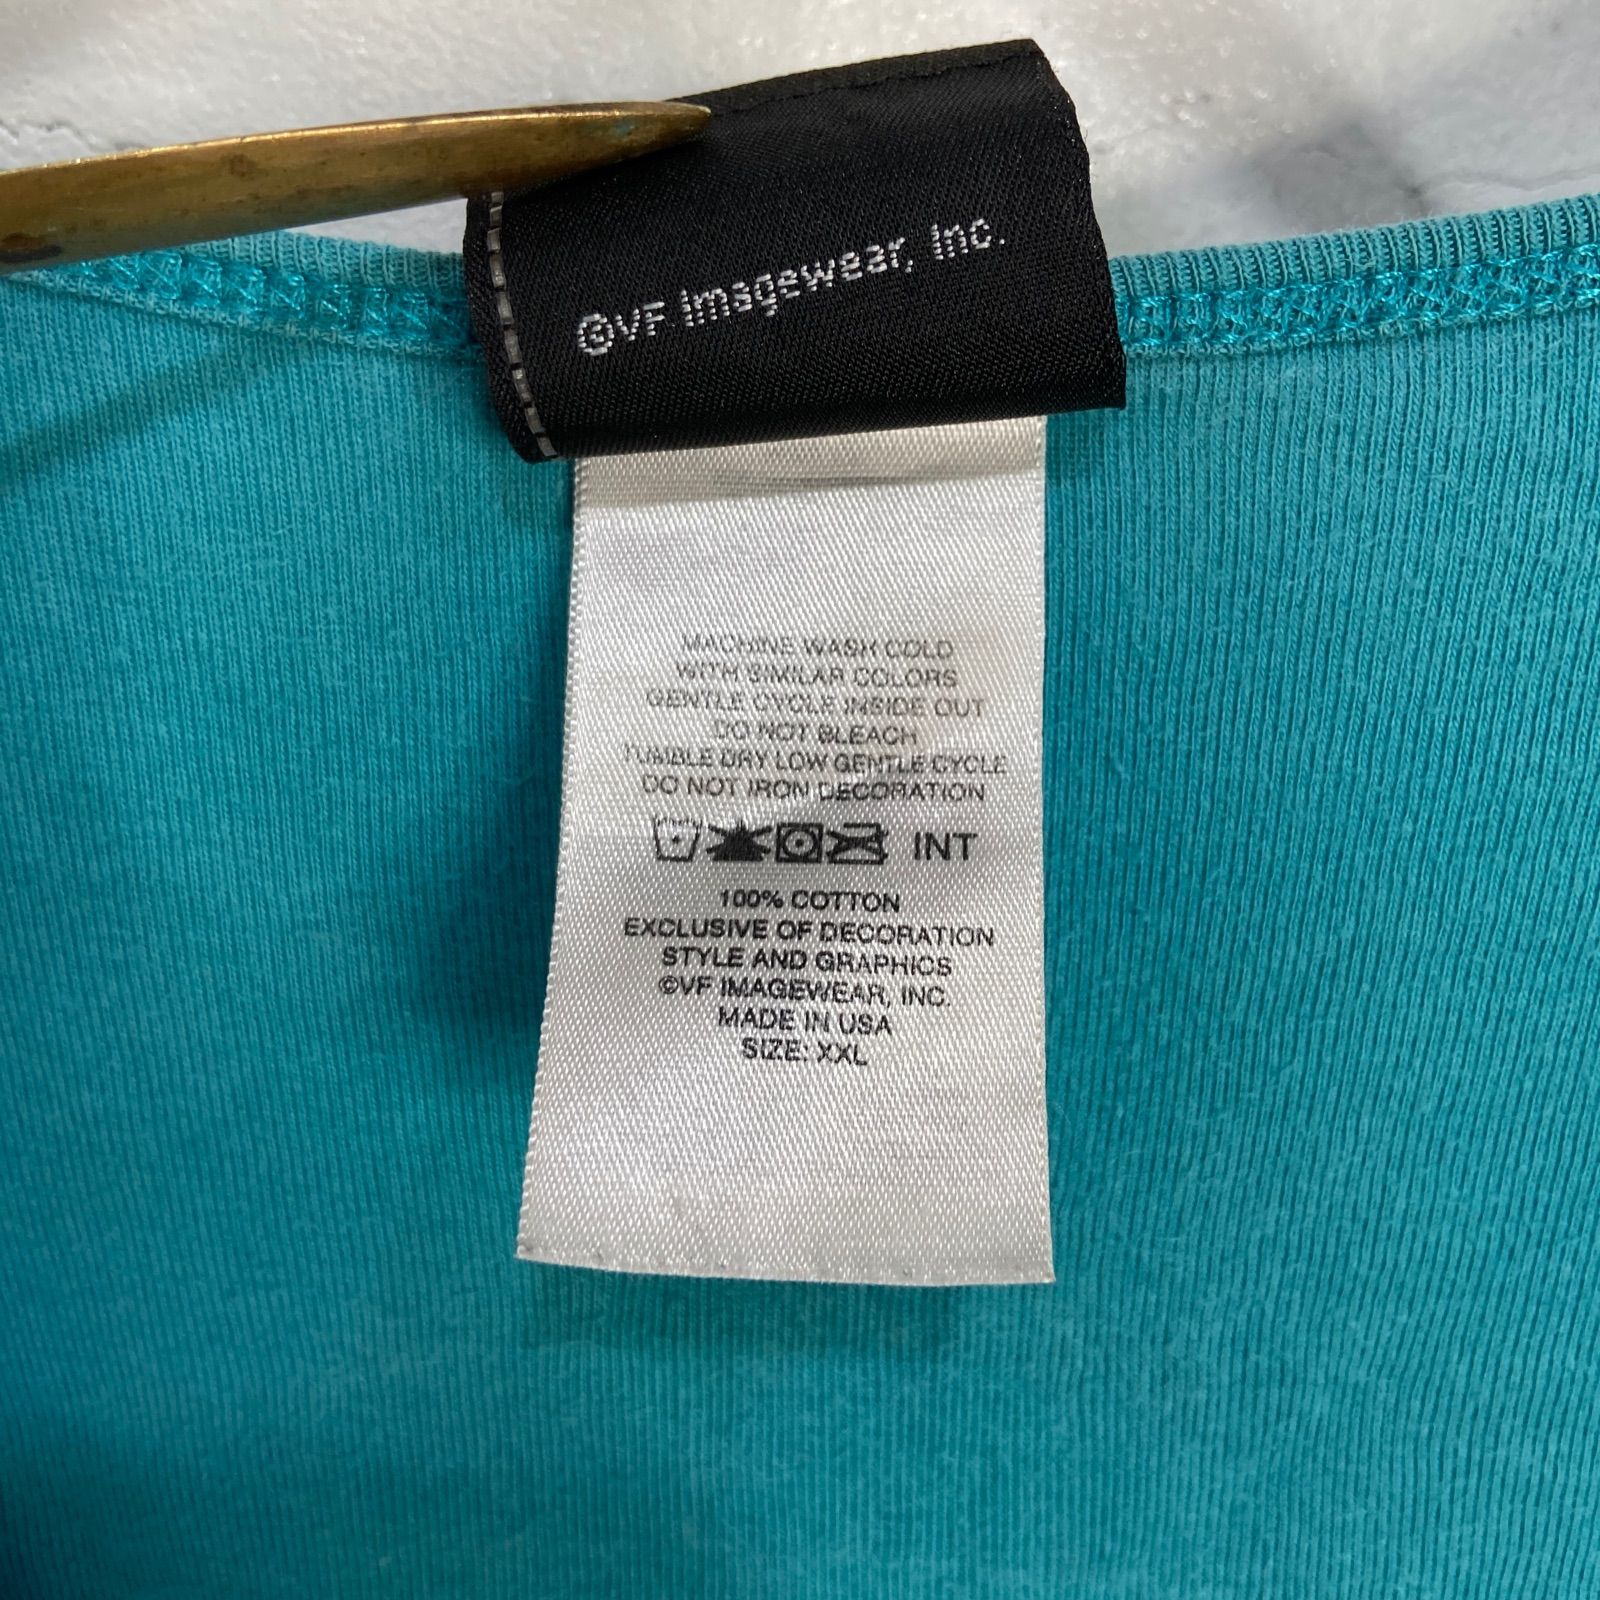 ©VF Imagewear, Inc.
MACHINE WASH COLD
WITH SIMILAR COLORS
GENTLE CYCLE INSIDE OUT
DO NOT BLEACH
TUMBLE DRY LOW GENTLE CYCLE
DO NOT IRON DECORATION
INT
100% COTTON
EXCLUSIVE OF DECORATION
STYLE AND GRAPHICS
©VF IMAGEWEAR, INC.
MADE IN USA
SIZE: XXL